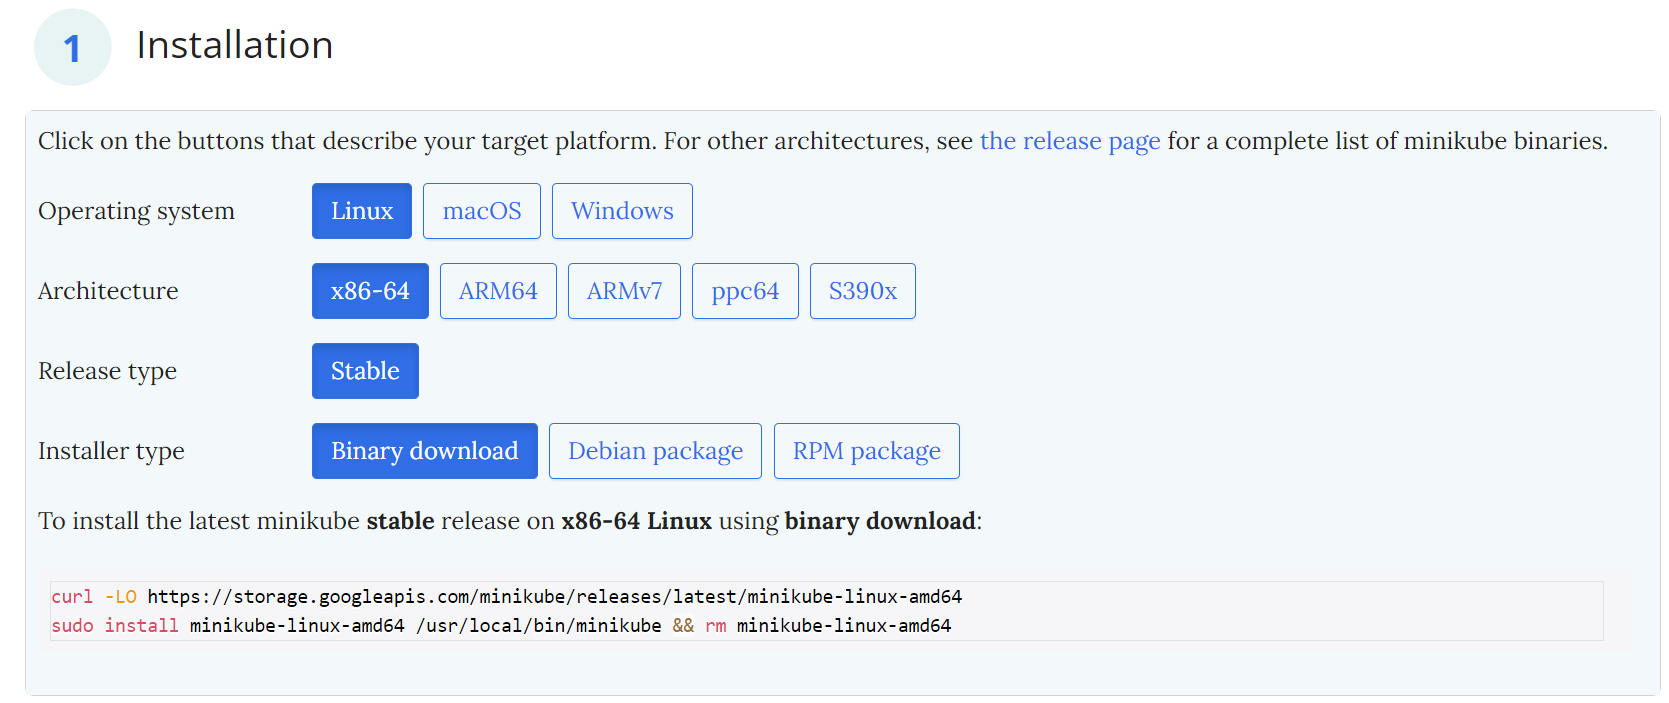 1 Installation
Click on the buttons that describe your target platform. For other architectures, see the release page for a complete list of minikube binaries.
Operating system Linux macOS Windows
Architecture x86-64 ARM64 ARMv7 ppc64 S390x
Release type Stable
Installer type Binary download Debian package RPM package
To install the latest minikube stable release on x86-64 Linux using binary download:
curl -LO https://storage.googleapis.com/minikube/releases/latest/minikube-linux-amd64
sudo install minikube-linux-amd64 /usr/local/bin/minikube && rm minikube-linux-amd64